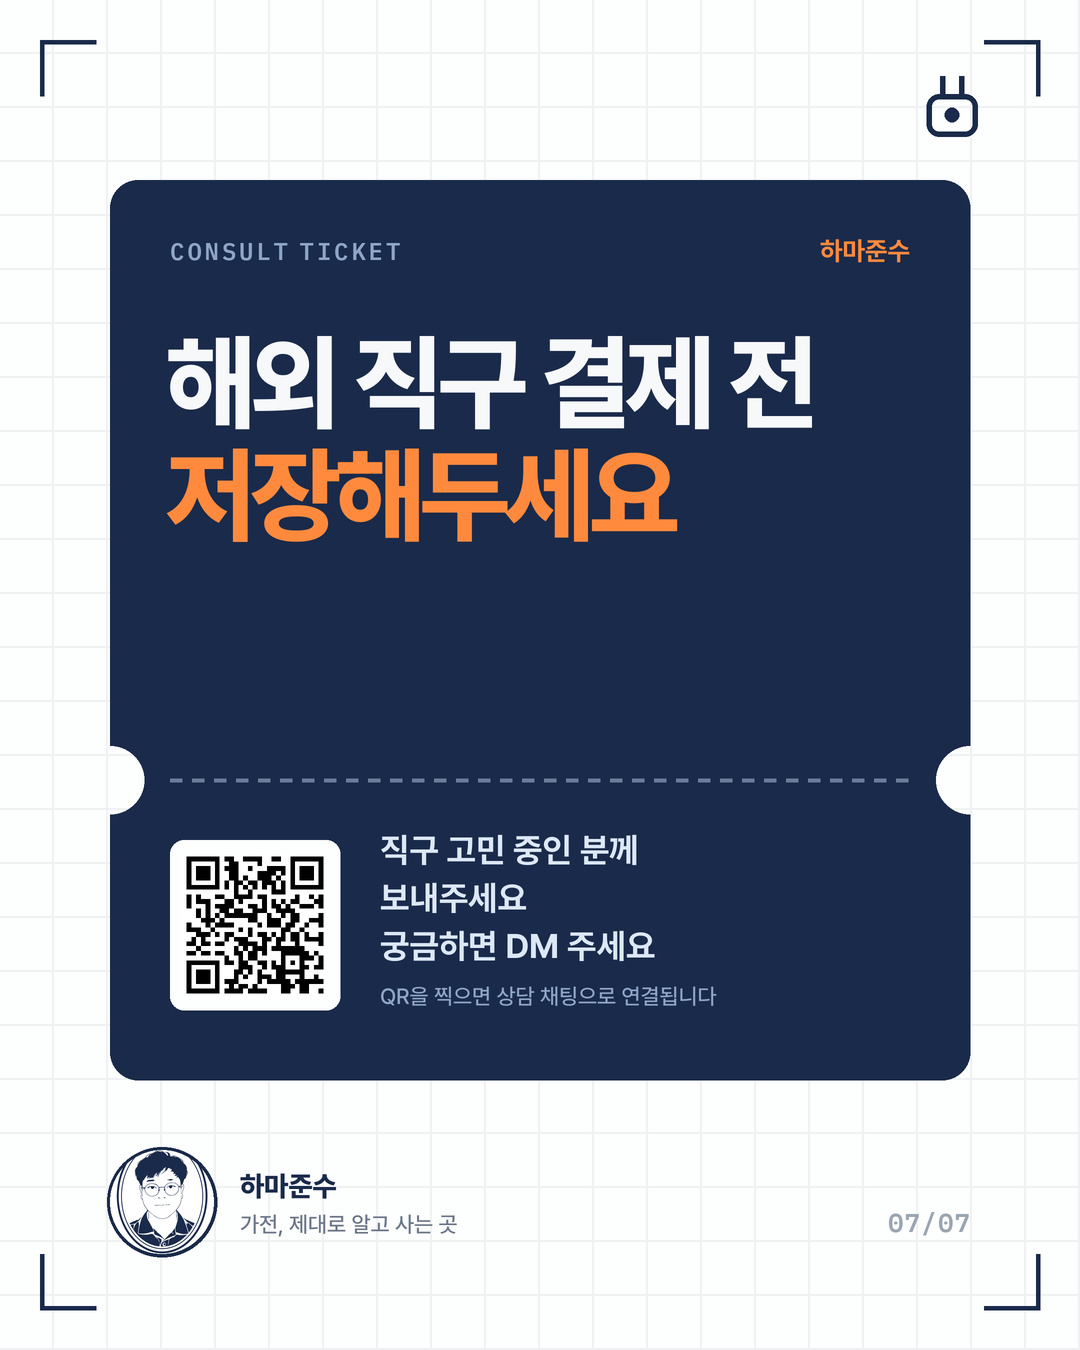 CONSULT TICKET
하마준수
해외 직구 결제 전
저장해두세요
직구 고민 중인 분께
보내주세요
궁금하면 DM 주세요
QR을 찍으면 상담 채팅으로 연결됩니다
하마준수
가전, 제대로 알고 사는 곳
07/07